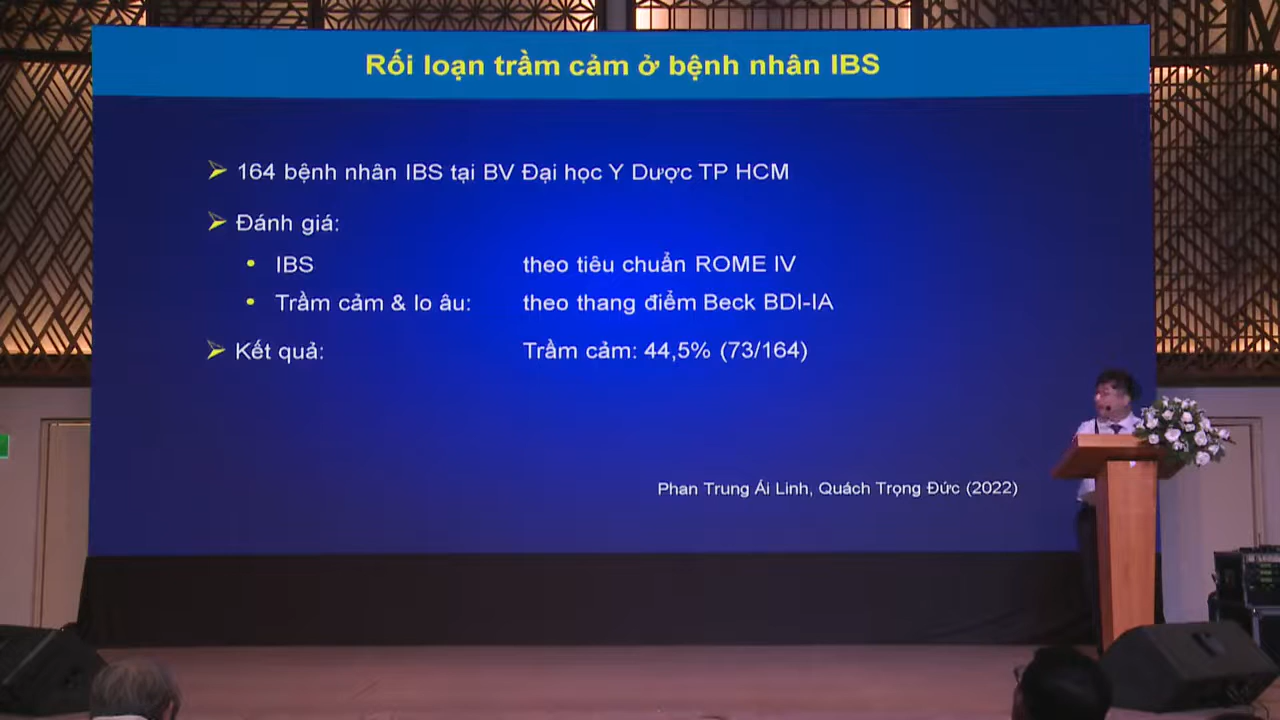 Rối loạn trầm cảm ở bệnh nhân IBS
164 bệnh nhân IBS tại BV Đại học Y Dược TP HCM
Đánh giá:
IBS theo tiêu chuẩn ROME IV
Trầm cảm & lo âu: theo thang điểm Beck BDI-IA
Kết quả: Trầm cảm: 44,5% (73/164)
Phan Trung Ái Linh, Quách Trọng Đức (2022)